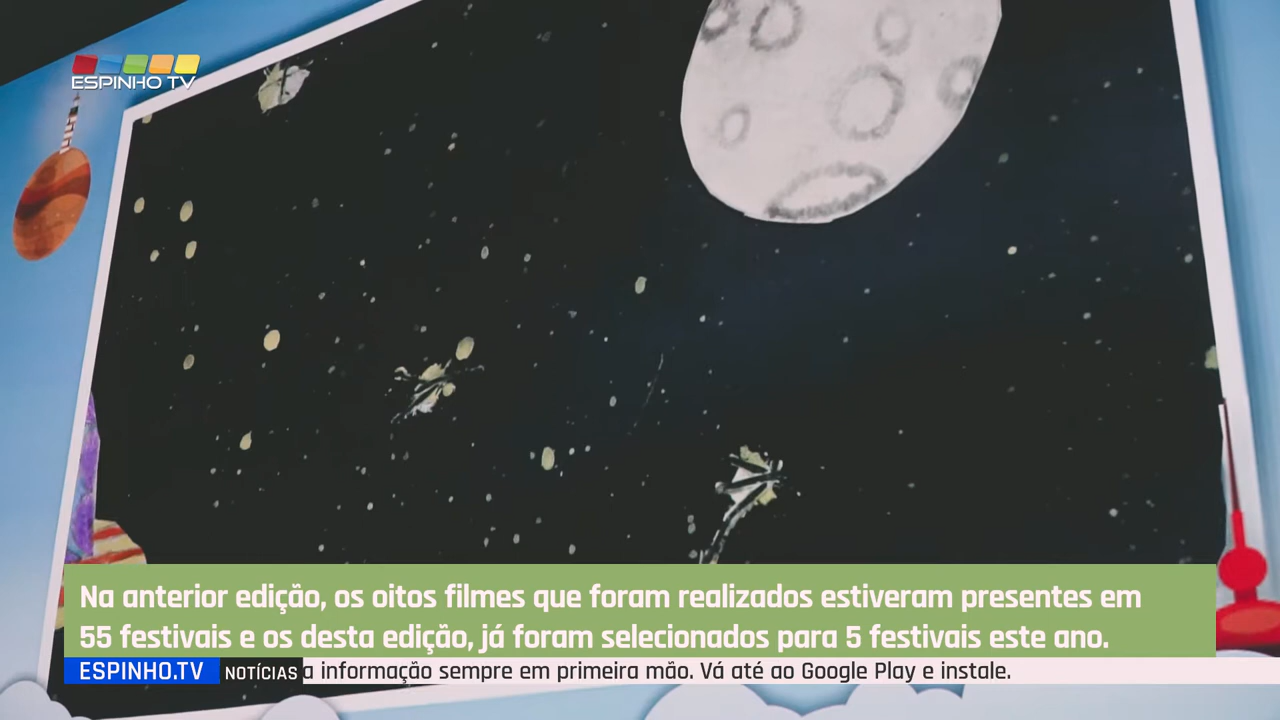 ESPINHO TV
Na anterior edição, os oitos filmes que foram realizados estiveram presentes em
55 festivais e os desta edição, já foram selecionados para 5 festivais este ano.
ESPINHO.TV NOTÍCIAS a informação sempre em primeira mão. Vá até ao Google Play e instale.